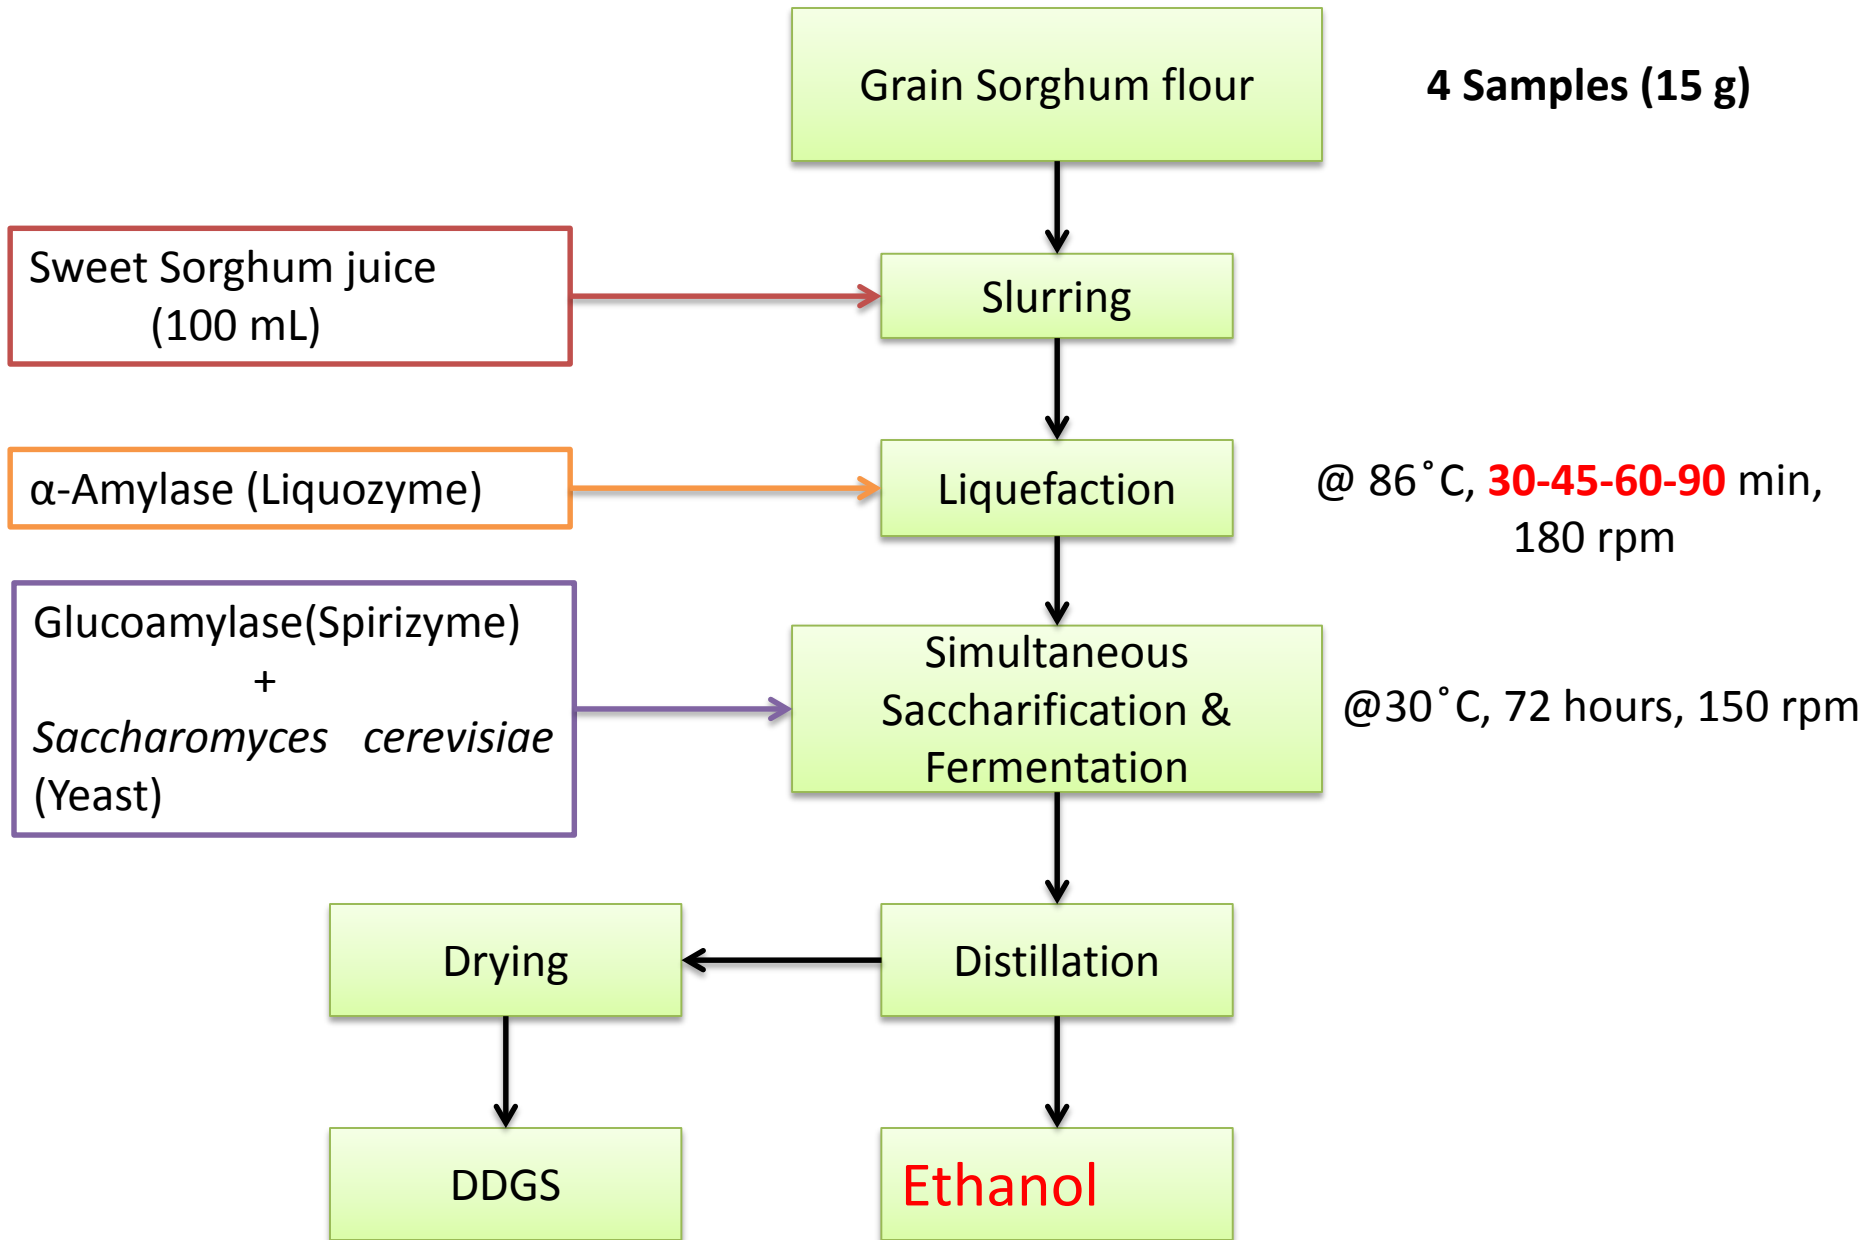 Grain Sorghum flour
4 Samples (15 g)
Sweet Sorghum juice
(100 mL)
Slurring
α-Amylase (Liquozyme)
Liquefaction
@ 86˚C, 30-45-60-90 min,
180 rpm
Glucoamylase(Spirizyme)
+
Saccharomyces cerevisiae
(Yeast)
Simultaneous
Saccharification &
Fermentation
@30˚C, 72 hours, 150 rpm
Drying
Distillation
DDGS
Ethanol